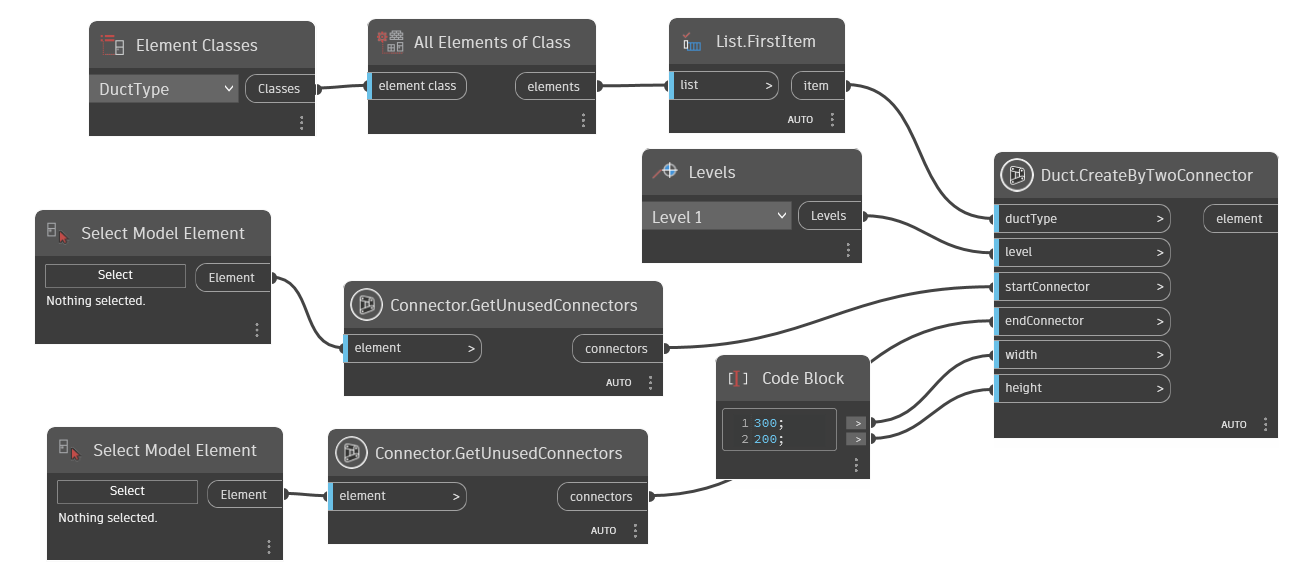 Element Classes
DuctType
Classes
All Elements of Class
element class
elements
List.FirstItem
list >
item
AUTO
Levels
Level 1
Levels
Select Model Element
Select
Element
Nothing selected.
Connector.GetUnusedConnectors
element >
connectors
AUTO
Select Model Element
Select
Element
Nothing selected.
Connector.GetUnusedConnectors
element >
connectors
AUTO
Code Block
1 300; >
2 200; >
Duct.CreateByTwoConnector
ductType >
element
level >
startConnector >
endConnector >
width >
height >
AUTO